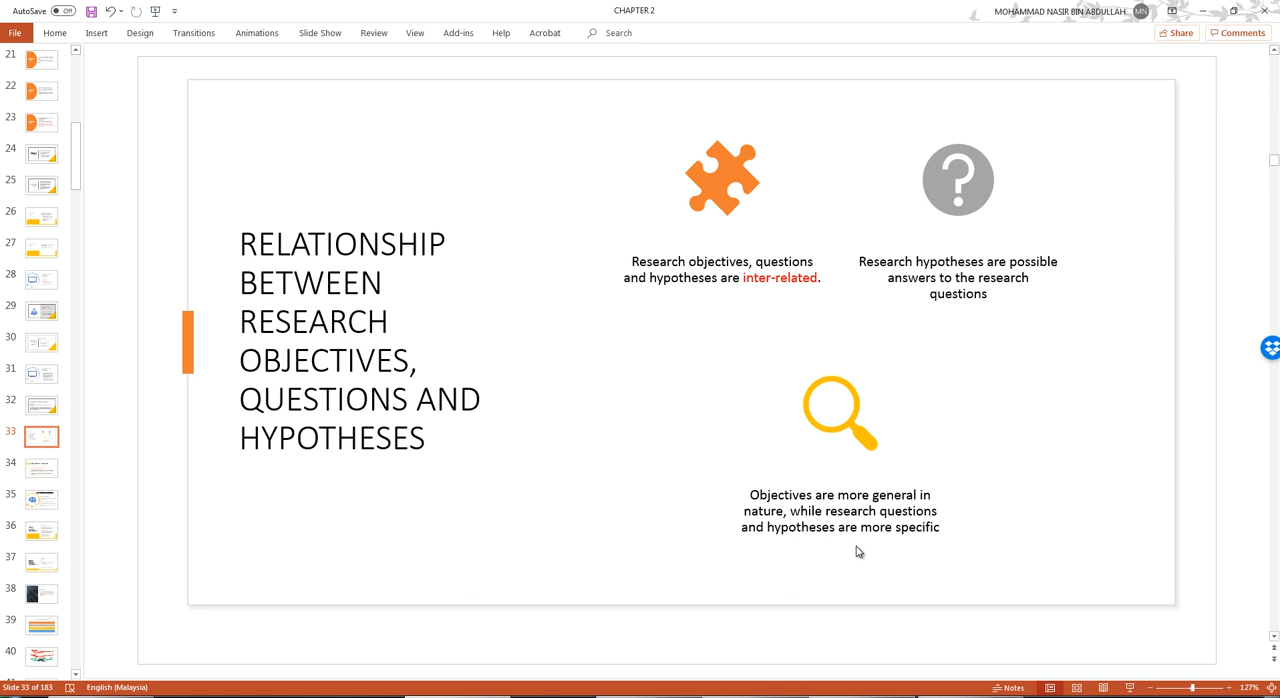 AutoSave Off
CHAPTER 2
MOHAMMAD NASIR BIN ABDULLAH MN
File Home Insert Design Transitions Animations Slide Show Review View Add-ins Help Acrobat Search Share Comments
21
22
23
24
25
26
27
28
29
30
31
32
33
34
35
36
37
38
39
40
RELATIONSHIP
BETWEEN
RESEARCH
OBJECTIVES,
QUESTIONS AND
HYPOTHESES
Research objectives, questions
and hypotheses are inter-related.
?
Research hypotheses are possible
answers to the research
questions
Objectives are more general in
nature, while research questions
and hypotheses are more specific
Slide 33 of 183 English (Malaysia) Notes 127%